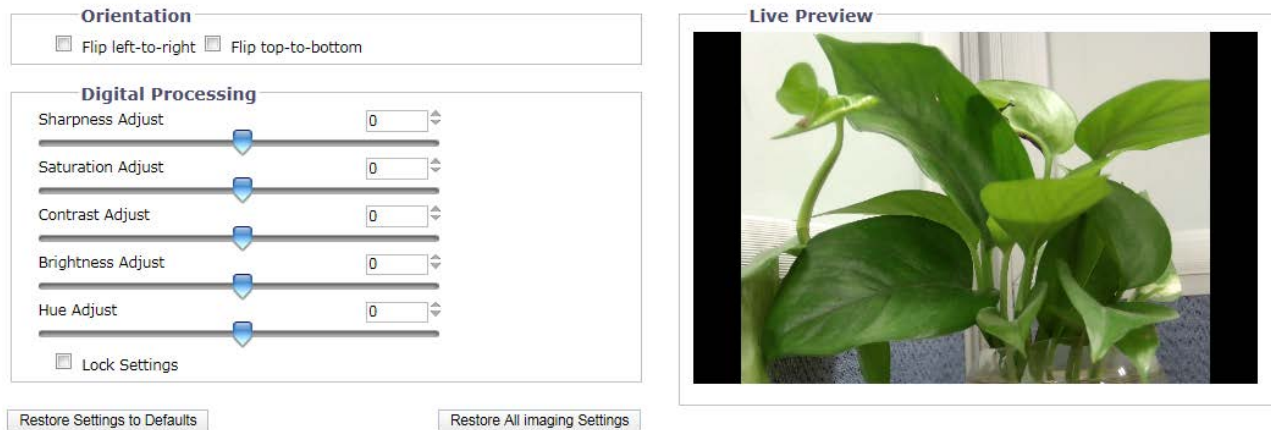 Orientation
Flip left-to-right Flip top-to-bottom
Digital Processing
Sharpness Adjust 0
Saturation Adjust 0
Contrast Adjust 0
Brightness Adjust 0
Hue Adjust 0
Lock Settings
Restore Settings to Defaults Restore All imaging Settings
Live Preview